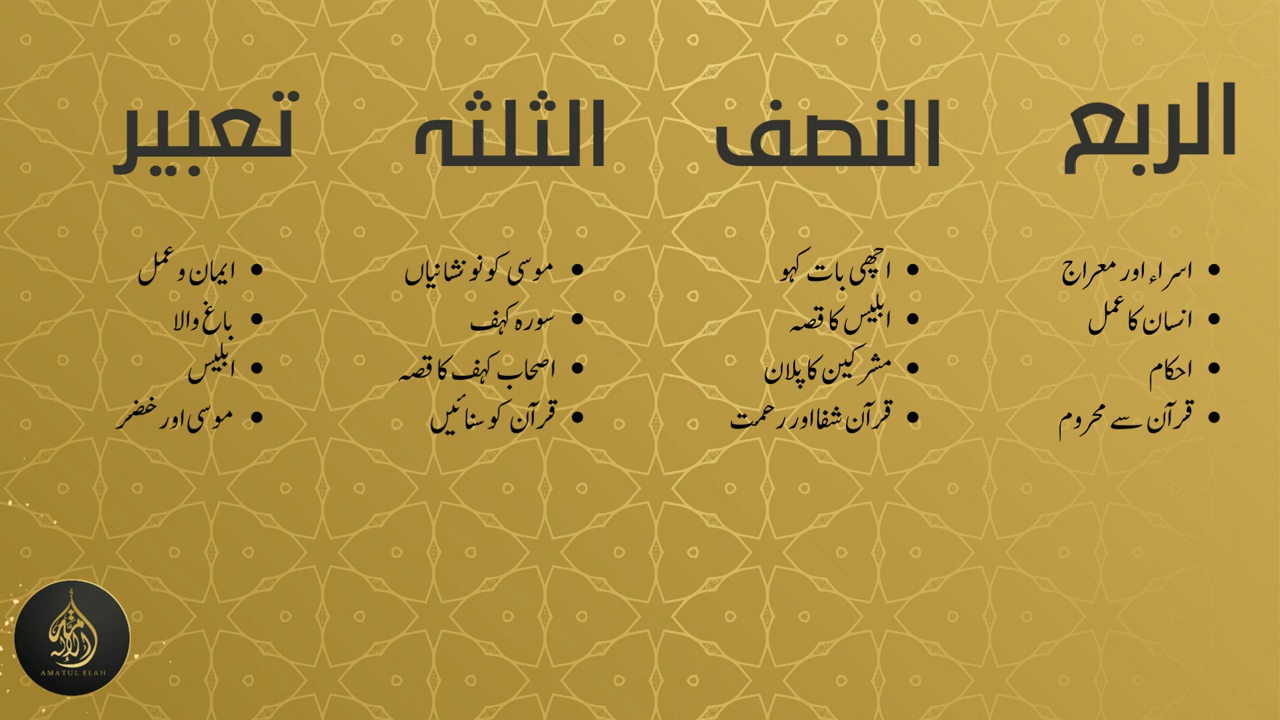 الربع
اسراء اور معراج
انسان کا عمل
احکام
قرآن سے محروم
النصف
اچھی بات کہو
ابلیس کا قصہ
مشرکین کا پلان
قرآن شفا اور رحمت
الثلثہ
موسی کو نو نشانیاں
سورہ کہف
اصحاب کہف کا قصہ
قرآن کو سنائیں
تعبیر
ایمان و عمل
باغ والا
ابلیس
موسی اور خضر
AMATUL ELAH